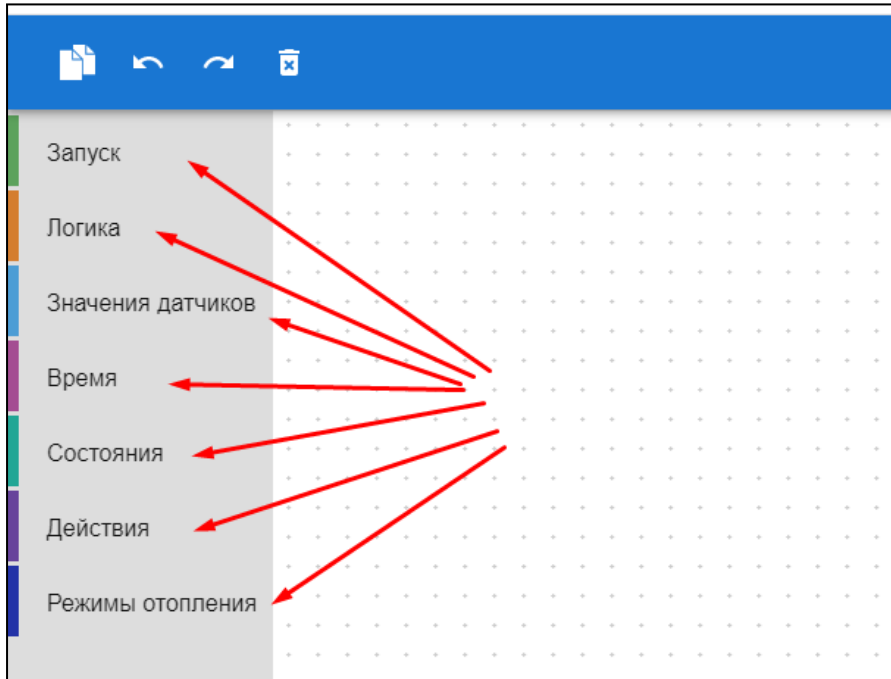 Запуск
Логика
Значения датчиков
Время
Состояния
Действия
Режимы отопления